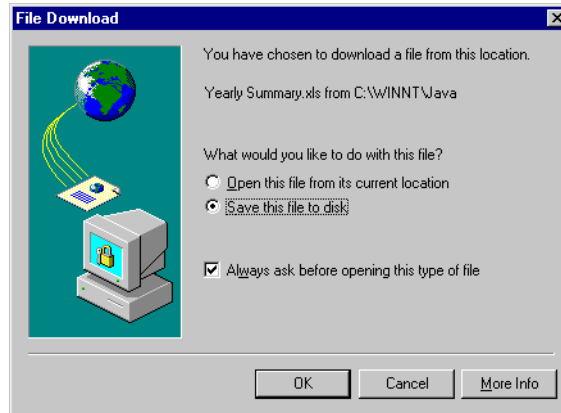 File Download
You have chosen to download a file from this location.
Yearly Summary.xls from C:\WINNT\Java
What would you like to do with this file?
Open this file from its current location
Save this file to disk
Always ask before opening this type of file
OK
Cancel
More Info